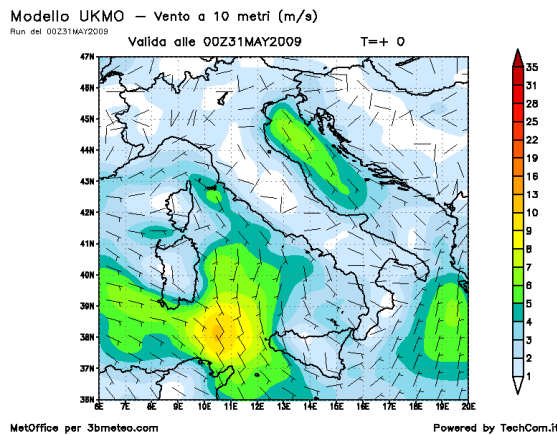 Modello UKMO – Vento a 10 metri (m/s)
Run del 00Z31MAY2009
Valida alle 00Z31MAY2009 T=+ 0
47N
46N
45N
44N
43N
42N
41N
40N
39N
38N
37N
36N
6E 7E 8E 9E 10E 11E 12E 13E 14E 15E 16E 17E 18E 19E 20E
35
31
28
25
22
19
16
13
10
9
8
7
6
5
4
3
2
1
MetOffice per 3bmeteo.com Powered by TechCom.it